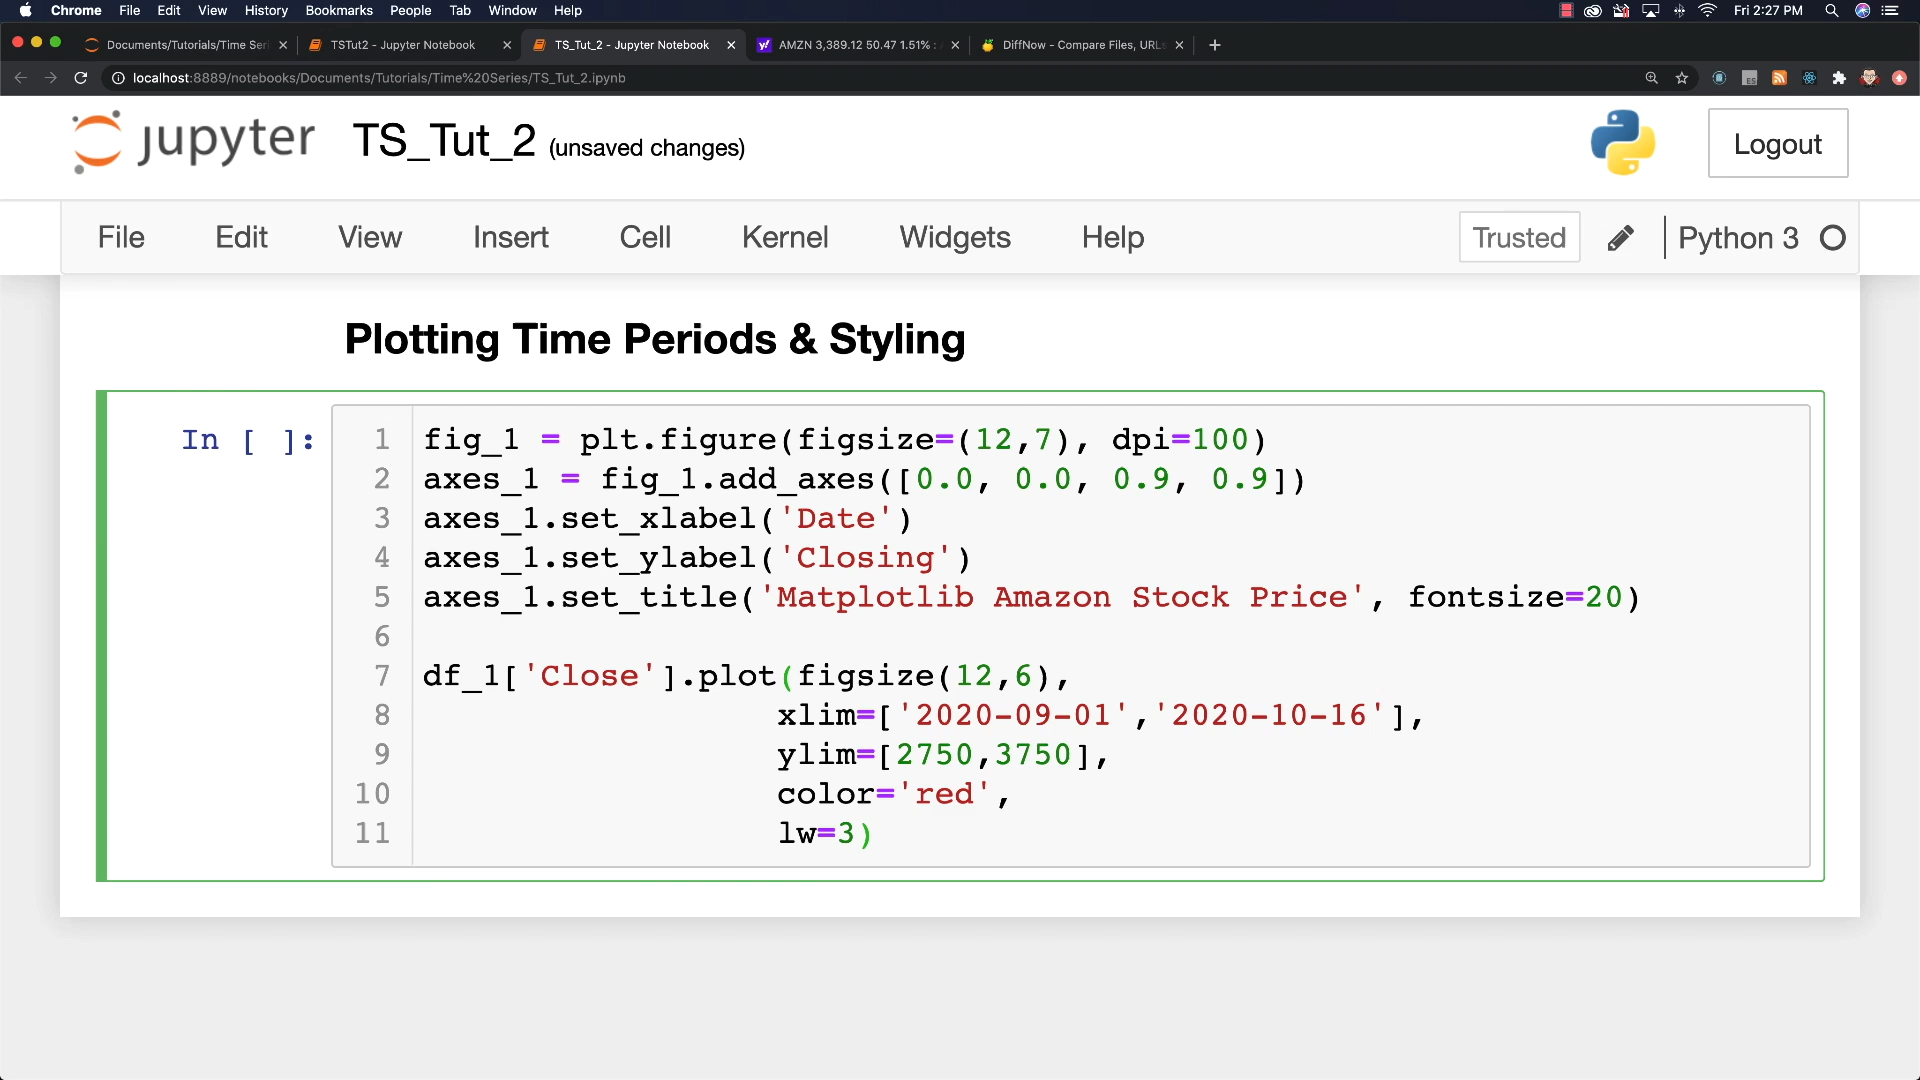 Chrome File Edit View History Bookmarks People Tab Window Help Fri 2:27 PM
Documents/Tutorials/Time Seri TSTut2 - Jupyter Notebook TS_Tut_2 - Jupyter Notebook AMZN 3,389.12 50.47 1.51% : DiffNow - Compare Files, URLs
localhost:8889/notebooks/Documents/Tutorials/Time%20Series/TS_Tut_2.ipynb
jupyter TS_Tut_2 (unsaved changes) Logout
File Edit View Insert Cell Kernel Widgets Help Trusted Python 3
Plotting Time Periods & Styling
In [ ]: 1 fig_1 = plt.figure(figsize=(12,7), dpi=100)
2 axes_1 = fig_1.add_axes([0.0, 0.0, 0.9, 0.9])
3 axes_1.set_xlabel('Date')
4 axes_1.set_ylabel('Closing')
5 axes_1.set_title('Matplotlib Amazon Stock Price', fontsize=20)
6
7 df_1['Close'].plot(figsize(12,6),
8 xlim=['2020-09-01','2020-10-16'],
9 ylim=[2750,3750],
10 color='red',
11 lw=3)